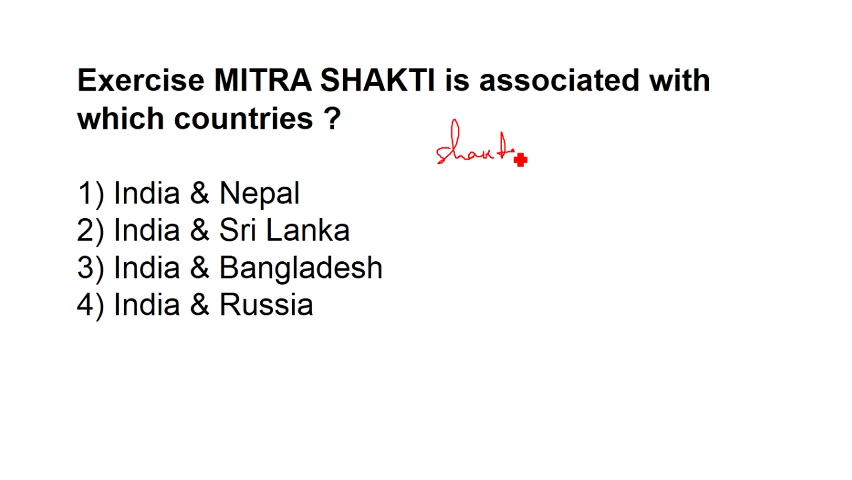 Exercise MITRA SHAKTI is associated with
which countries ?
shakt
1) India & Nepal
2) India & Sri Lanka
3) India & Bangladesh
4) India & Russia